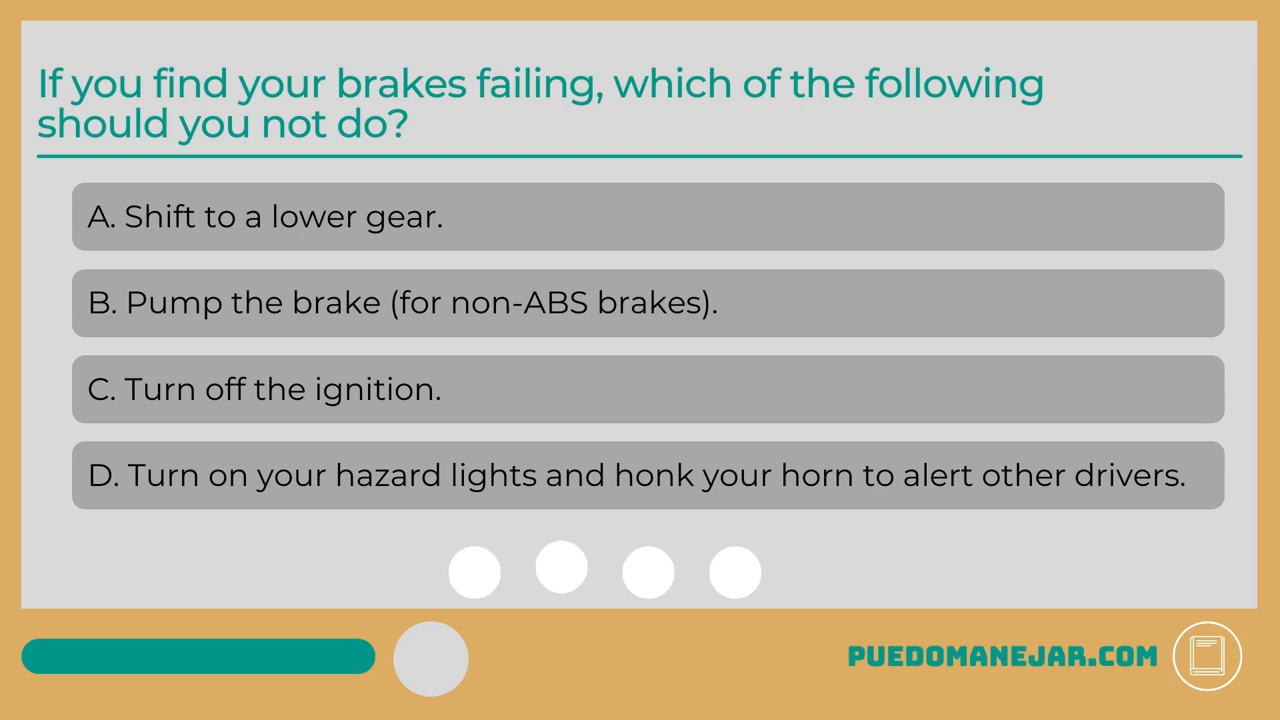 If you find your brakes failing, which of the following
should you not do?
A. Shift to a lower gear.
B. Pump the brake (for non-ABS brakes).
C. Turn off the ignition.
D. Turn on your hazard lights and honk your horn to alert other drivers.
PUEDOMANEJAR.COM